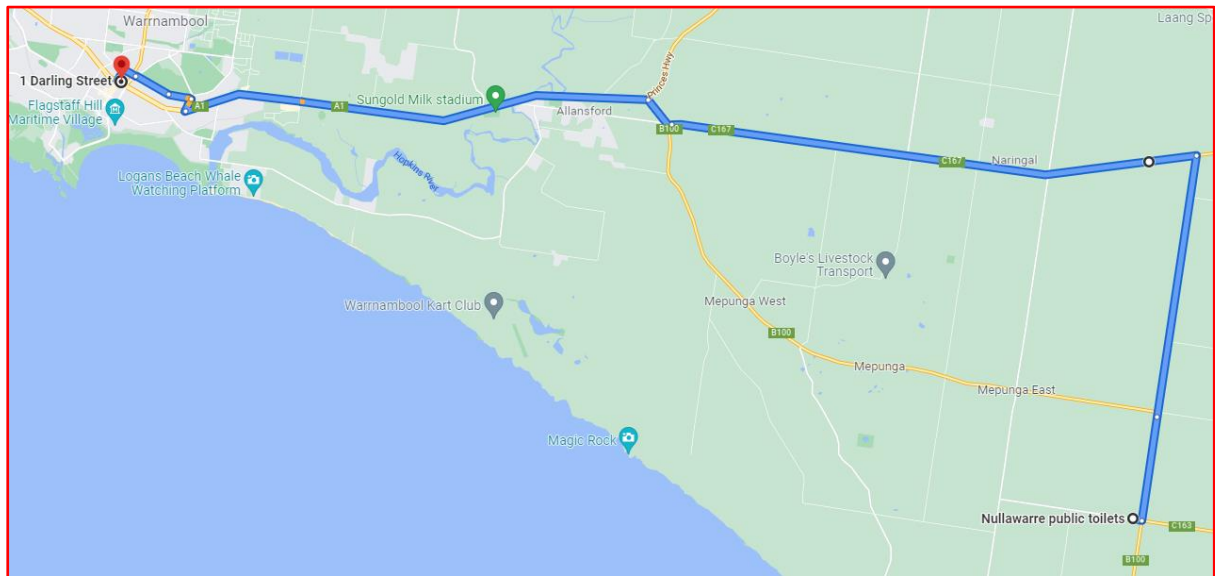 Warrnambool
Laang Sp
1 Darling Street
Princes Hwy
A1
A1
Sungold Milk stadium
Flagstaff Hill
Maritime Village
Allansford
B100
C167
C167
Naringal
Hopkins River
Logans Beach Whale
Watching Platform
Boyle's Livestock
Transport
Warrnambool Kart Club
Mepunga West
B100
Mepunga
Mepunga East
Magic Rock
Nullawarre public toilets
C163
B100